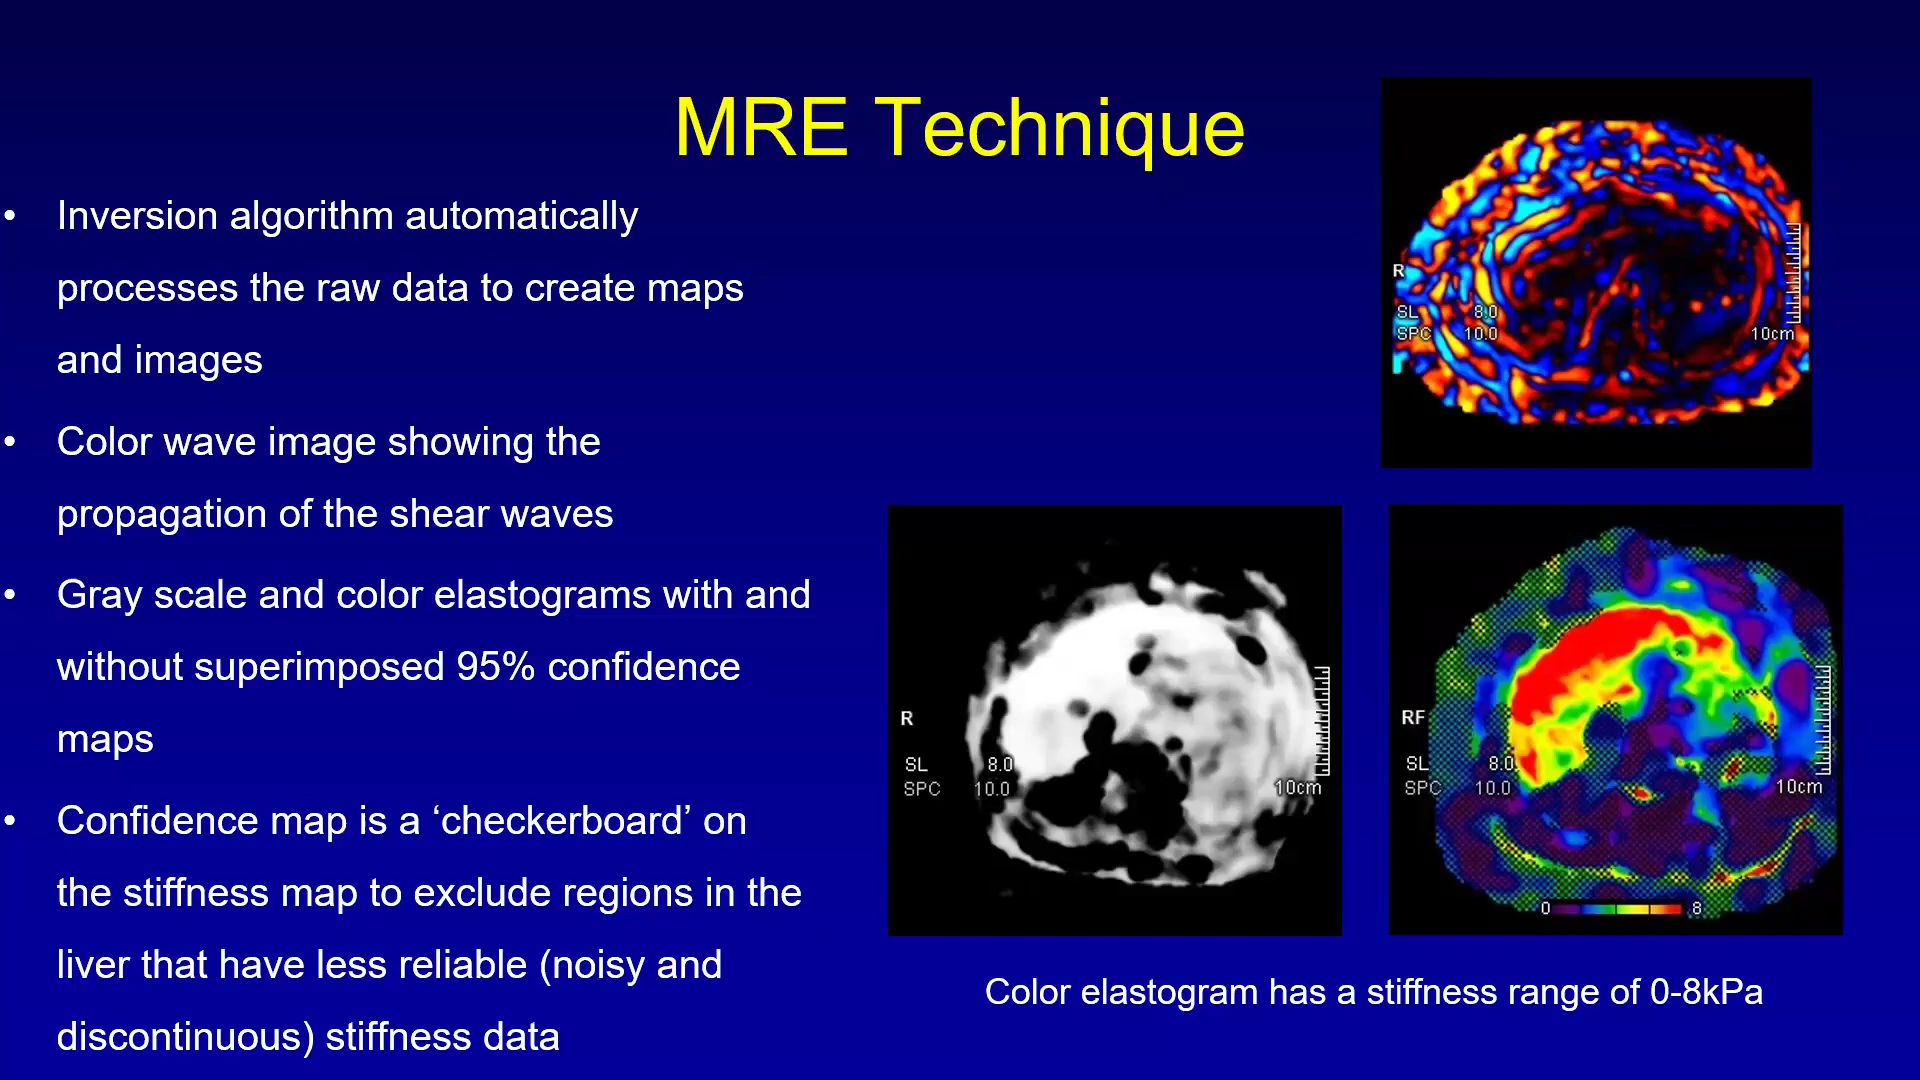 MRE Technique
• Inversion algorithm automatically
processes the raw data to create maps
and images
• Color wave image showing the
propagation of the shear waves
• Gray scale and color elastograms with and
without superimposed 95% confidence
maps
• Confidence map is a ‘checkerboard’ on
the stiffness map to exclude regions in the
liver that have less reliable (noisy and
discontinuous) stiffness data
R
SL 8.0
SPC 10.0
10cm
R
SL 8.0
SPC 10.0
10cm
RF
SL 8.0
SPC 10.0
10cm
0 8
Color elastogram has a stiffness range of 0-8kPa